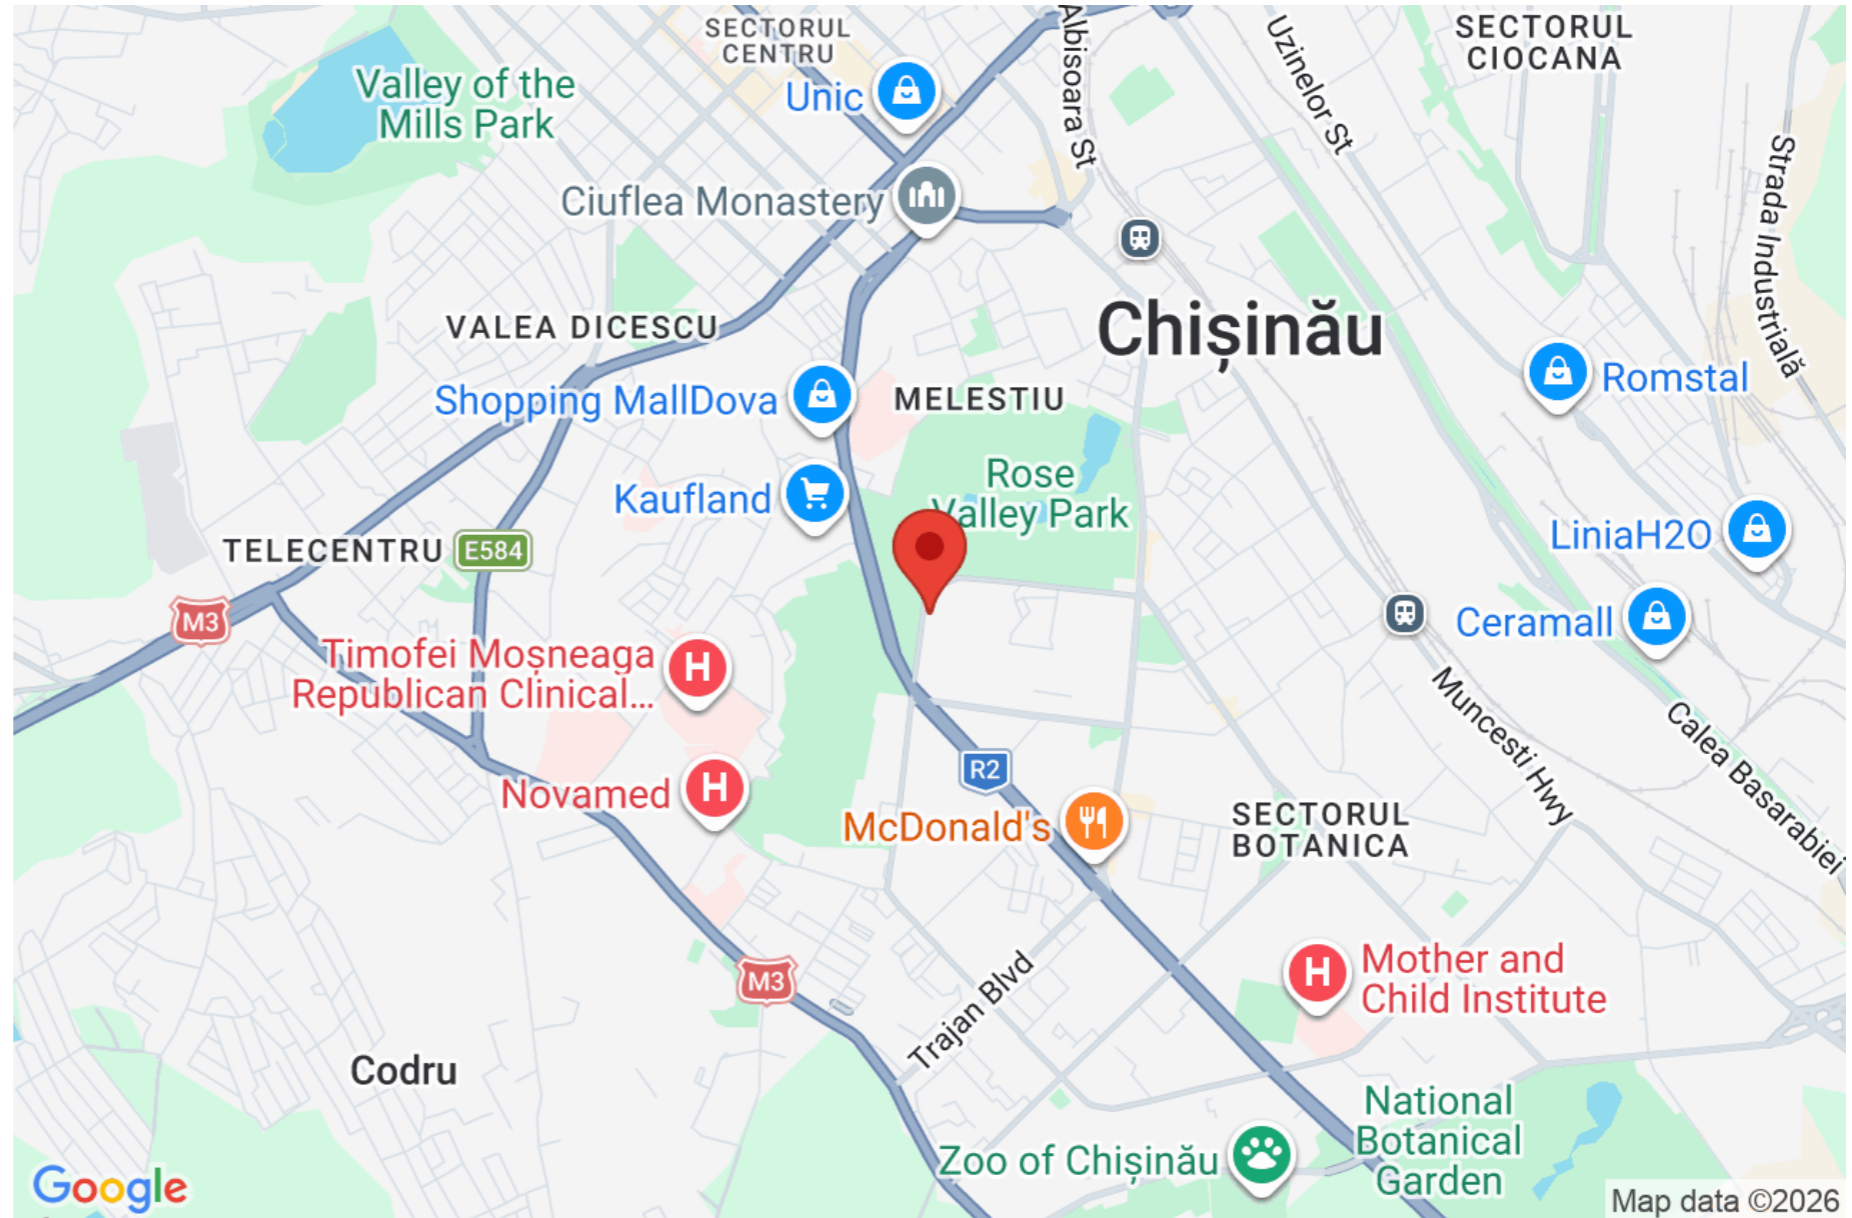 SECTORUL
CENTRU
Albisoara St
Uzinelor St
SECTORUL
CIOCANA
Valley of the
Mills Park
Unic
Strada Industrială
Ciuflea Monastery
VALEA DICESCU
Chișinău
Shopping MallDova
MELESTIU
Romstal
Rose
Valley Park
Kaufland
TELECENTRU
E584
LiniaH2O
M3
Ceramall
Timofei Moșneaga
Republican Clinical...
H
Muncesti Hwy
Calea Basarabiei
R2
Novamed
H
McDonald's
SECTORUL
BOTANICA
M3
Trajan Blvd
H
Mother and
Child Institute
Codru
National
Botanical
Garden
Zoo of Chișinău
Google
Map data ©2026